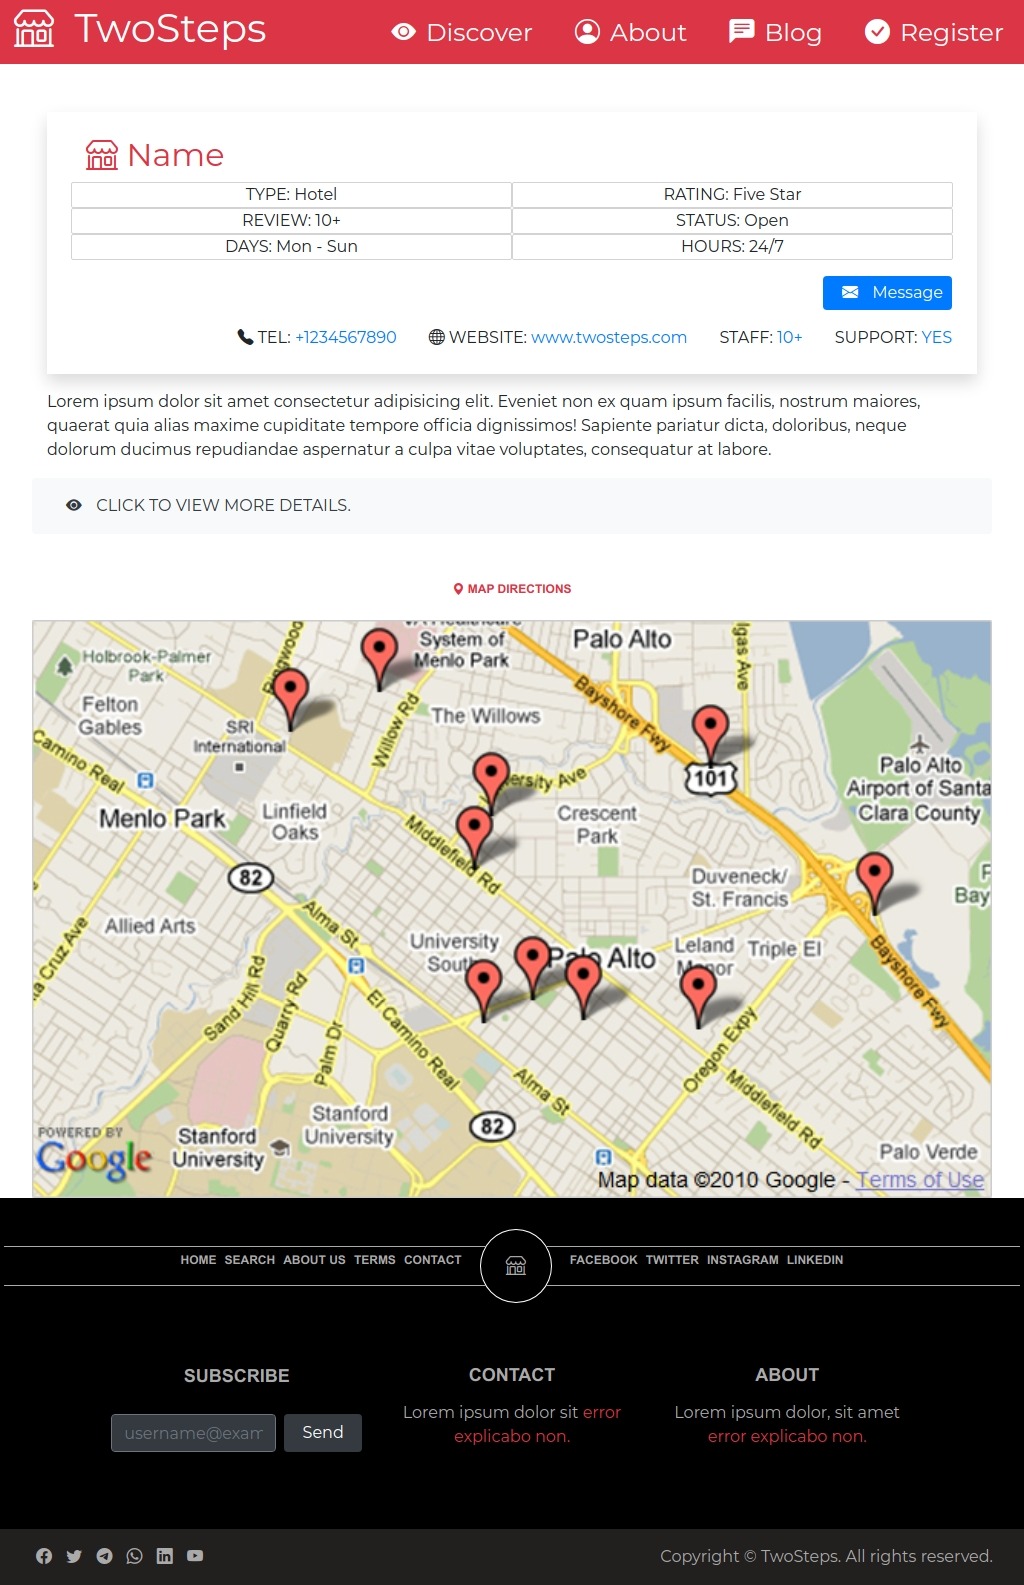 TwoSteps
Discover
About
Blog
Register
Name
TYPE: Hotel
RATING: Five Star
REVIEW: 10+
STATUS: Open
DAYS: Mon - Sun
HOURS: 24/7
Message
TEL: +1234567890
WEBSITE: www.twosteps.com
STAFF: 10+
SUPPORT: YES
Lorem ipsum dolor sit amet consectetur adipisicing elit. Eveniet non ex quam ipsum facilis, nostrum maiores,
quaerat quia alias maxime cupiditate tempore officia dignissimos! Sapiente pariatur dicta, doloribus, neque
dolorum ducimus repudiandae aspernatur a culpa vitae voluptates, consequatur at labore.
CLICK TO VIEW MORE DETAILS.
MAP DIRECTIONS
System of
Menlo Park
Palo Alto
Holbrook-Palmer
Park
Felton
Gables
SRI
International
Willow Rd
The Willows
Bayshore Fwy
101
Palo Alto
Airport of Santa
Clara County
Camino Real
Menlo Park
Linfield
Oaks
Ave
Crescent
Park
Middlefield Rd
82
Duveneck/
St. Francis
Allied Arts
Alma St
University
Palo Alto
Leland
Triple El
Bayshore Fwy
Cruz Ave
Sand Hill Rd
Quarry Rd
Palm Dr
El Camino Real
Oregon Expy
Alma St
Middlefield Rd
Stanford
University
82
POWERED BY
Google
Stanford
University
Palo Verde
Map data ©2010 Google - Terms of Use
HOME SEARCH ABOUT US TERMS CONTACT
FACEBOOK TWITTER INSTAGRAM LINKEDIN
SUBSCRIBE
username@exam
Send
CONTACT
Lorem ipsum dolor sit error
explicabo non.
ABOUT
Lorem ipsum dolor, sit amet
error explicabo non.
Copyright © TwoSteps. All rights reserved.